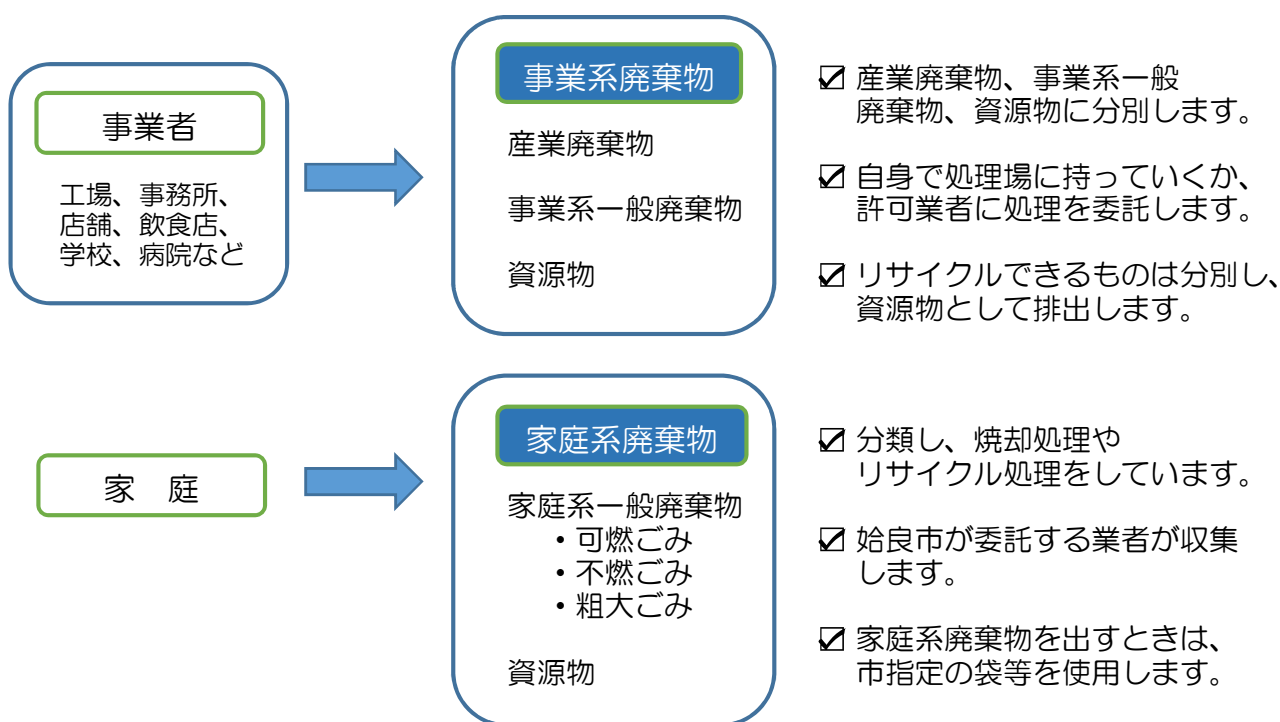 事業者
工場、事務所、
店舗、飲食店、
学校、病院など
事業系廃棄物
産業廃棄物
事業系一般廃棄物
資源物
☑ 産業廃棄物、事業系一般
廃棄物、資源物に分別します。
☑ 自身で処理場に持っていくか、
許可業者に処理を委託します。
☑ リサイクルできるものは分別し、
資源物として排出します。
家　庭
家庭系廃棄物
家庭系一般廃棄物
・可燃ごみ
・不燃ごみ
・粗大ごみ
資源物
☑ 分類し、焼却処理や
リサイクル処理をしています。
☑ 姶良市が委託する業者が収集
します。
☑ 家庭系廃棄物を出すときは、
市指定の袋等を使用します。